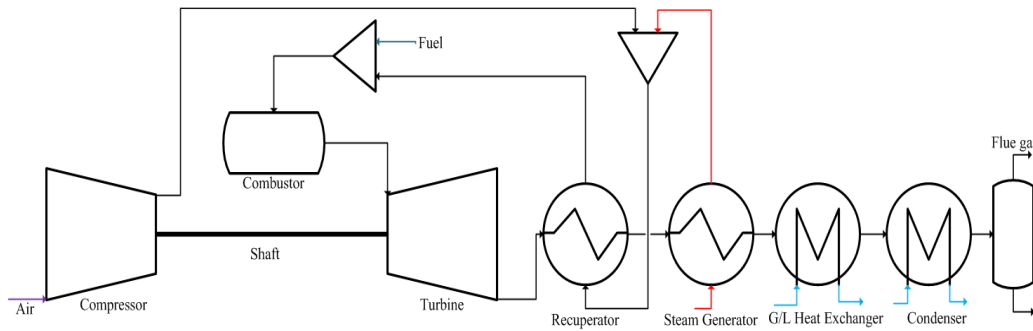 Fuel
Flue ga
Combustor
Shaft
Air
Compressor
Turbine
Recuperator
Steam Generator
G/L Heat Exchanger
Condenser